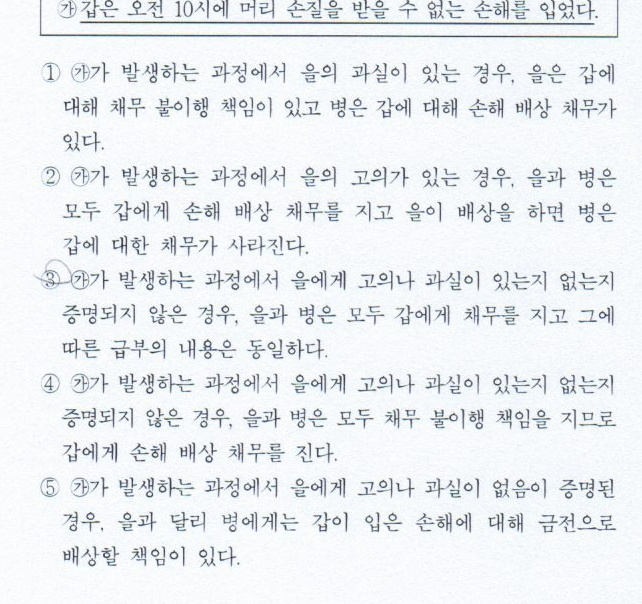 ㉮갑은 오전 10시에 머리 손질을 받을 수 없는 손해를 입었다.
① ㉮가 발생하는 과정에서 을의 과실이 있는 경우, 을은 갑에
대해 채무 불이행 책임이 있고 병은 갑에 대해 손해 배상 채무가
있다.
② ㉮가 발생하는 과정에서 을의 고의가 있는 경우, 을과 병은
모두 갑에게 손해 배상 채무를 지고 을이 배상을 하면 병은
갑에 대한 채무가 사라진다.
③ ㉮가 발생하는 과정에서 을에게 고의나 과실이 있는지 없는지
증명되지 않은 경우, 을과 병은 모두 갑에게 채무를 지고 그에
따른 급부의 내용은 동일하다.
④ ㉮가 발생하는 과정에서 을에게 고의나 과실이 있는지 없는지
증명되지 않은 경우, 을과 병은 모두 채무 불이행 책임을 지므로
갑에게 손해 배상 채무를 진다.
⑤ ㉮가 발생하는 과정에서 을에게 고의나 과실이 없음이 증명된
경우, 을과 달리 병에게는 갑이 입은 손해에 대해 금전으로
배상할 책임이 있다.